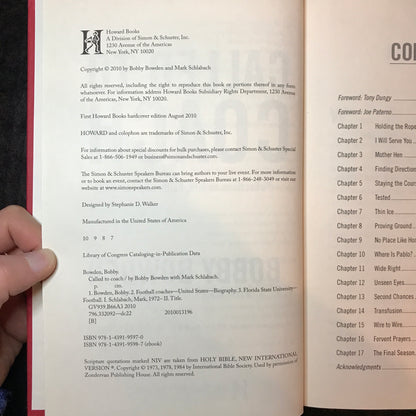 Howard Books
A Division of Simon & Schuster, Inc.
1230 Avenue of the Americas
New York, NY 10020
Copyright © 2010 by Bobby Bowden and Mark Schlabach
All rights reserved, including the right to reproduce this book or portions thereof in any form
whatsoever. For information address Howard Books Subsidiary Rights Department, 1230 Avenue
of the Americas, New York, NY 10020.
First Howard Books hardcover edition August 2010
HOWARD and colophon are trademarks of Simon & Schuster, Inc.
For information about special discounts for bulk purchases, please contact Simon & Schuster Special
Sales at 1-866-506-1949 or business@simonandschuster.com.
The Simon & Schuster Speakers Bureau can bring authors to your live event. For more information
or to book an event, contact the Simon & Schuster Speakers Bureau at 1-866-248-3049 or visit our
website at www.simonspeakers.com.
Designed by Stephanie D. Walker
Manufactured in the United States of America
10 9 8 7
Library of Congress Cataloging-in-Publication Data
Bowden, Bobby.
Called to coach / by Bobby Bowden with Mark Schlabach.
p. cm.
1. Bowden, Bobby. 2. Football coaches—United States—Biography. 3. Florida State University—
Football. I. Schlabach, Mark, 1972– II. Title.
GV939.B66A3 2010
796.332092—dc22 2010013196
[B]
ISBN 978-1-4391-9597-0
ISBN 978-1-4391-9598-7 (ebook)
Scripture quotations marked NIV are taken from HOLY BIBLE, NEW INTERNATIONAL
VERSION®. Copyright © 1973, 1978, 1984 by International Bible Society. Used by permission of
Zondervan Publishing House. All rights reserved.
CO
Foreword: Tony Dungy
Foreword: Joe Paterno
Chapter 1 Holding the Rope
Chapter 2 I Will Serve You
Chapter 3 Mother Hen
Chapter 4 Finding Direction
Chapter 5 Staying the Cou
Chapter 6 Tested
Chapter 7 Thin Ice
Chapter 8 Proving Ground
Chapter 9 No Place Like Hom
Chapter 10 Where Is Pablo?
Chapter 11 Wide Right
Chapter 12 Unseen Eyes
Chapter 13 Second Chances
Chapter 14 Transfusion
Chapter 15 Wire to Wire
Chapter 16 Fervent Prayers
Chapter 17 The Final Season
Acknowledgments